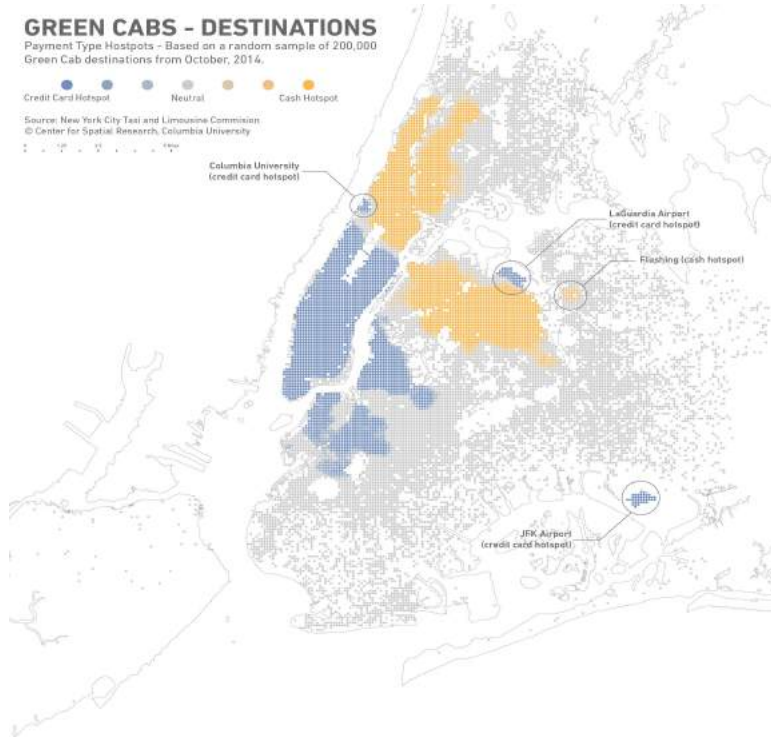 GREEN CABS - DESTINATIONS
Payment Type Hostpots - Based on a random sample of 200,000
Green Cab destinations from October, 2014.
Credit Card Hotspot Neutral Cash Hotspot
Source: New York City Taxi and Limousine Commision
© Center for Spatial Research, Columbia University
Columbia University
(credit card hotspot)
LaGuardia Airport
(credit card hotspot)
Flushing (cash hotspot)
JFK Airport
(credit card hotspot)